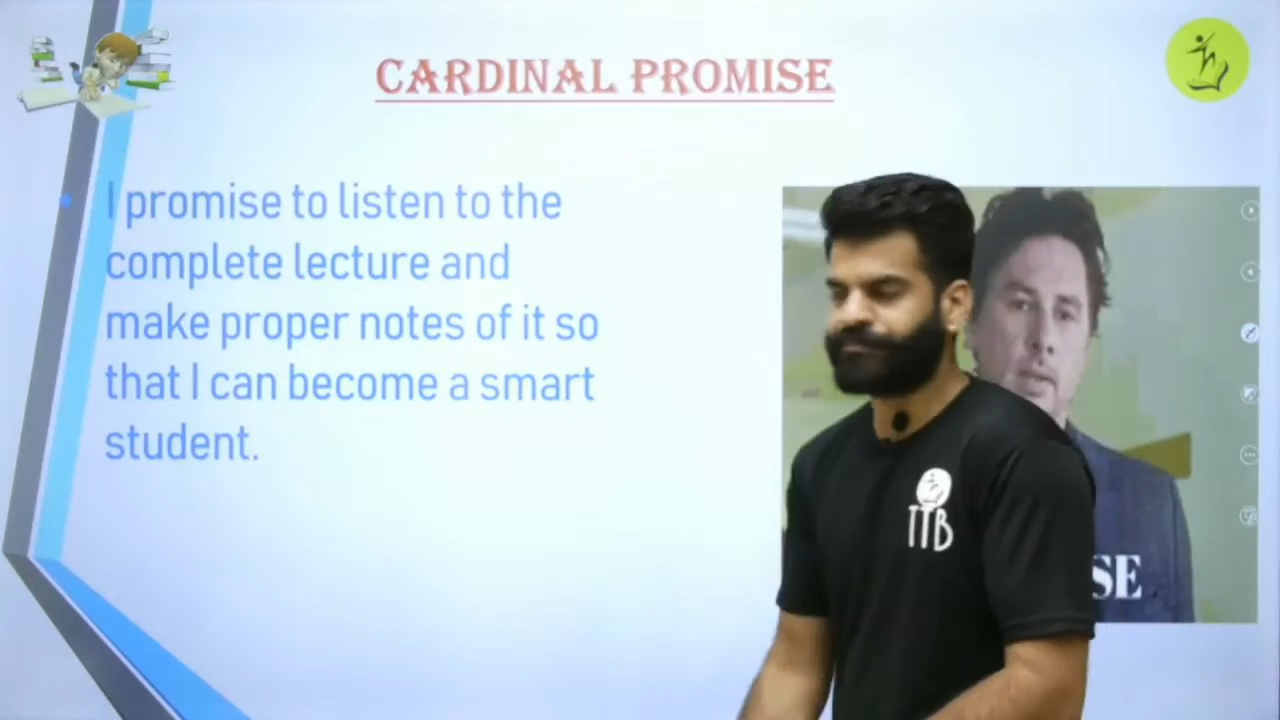 CARDINAL PROMISE
I promise to listen to the
complete lecture and
make proper notes of it so
that I can become a smart
student.
TTB
SE